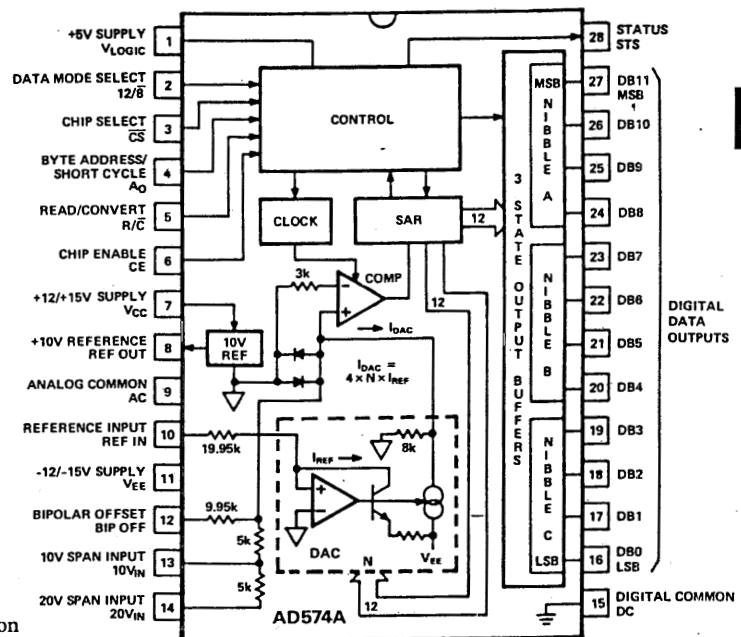 +5V SUPPLY
VLOGIC
1
DATA MODE SELECT
12/8̅
2
CHIP SELECT
C̅S̅
3
BYTE ADDRESS/
SHORT CYCLE
AO
4
READ/CONVERT
R/C̅
5
CHIP ENABLE
CE
6
+12/+15V SUPPLY
VCC
7
+10V REFERENCE
REF OUT
8
ANALOG COMMON
AC
9
REFERENCE INPUT
REF IN
10
-12/-15V SUPPLY
VEE
11
BIPOLAR OFFSET
BIP OFF
12
10V SPAN INPUT
10VIN
13
20V SPAN INPUT
20VIN
14
CONTROL
CLOCK
SAR
12
3k
COMP
−
+
12
IDAC
10V
REF
IDAC =
4 × N × IREF
19.95k
8k
IREF
+
−
9.95k
5k
5k
DAC
N
VEE
12
AD574A
3 STATE OUTPUT BUFFERS
MSB
NIBBLE A
NIBBLE B
NIBBLE C
LSB
28
STATUS
STS
27
DB11
MSB
26
DB10
25
DB9
24
DB8
23
DB7
22
DB6
21
DB5
20
DB4
19
DB3
18
DB2
17
DB1
16
DB0
LSB
15
DIGITAL COMMON
DC
DIGITAL
DATA
OUTPUTS
on